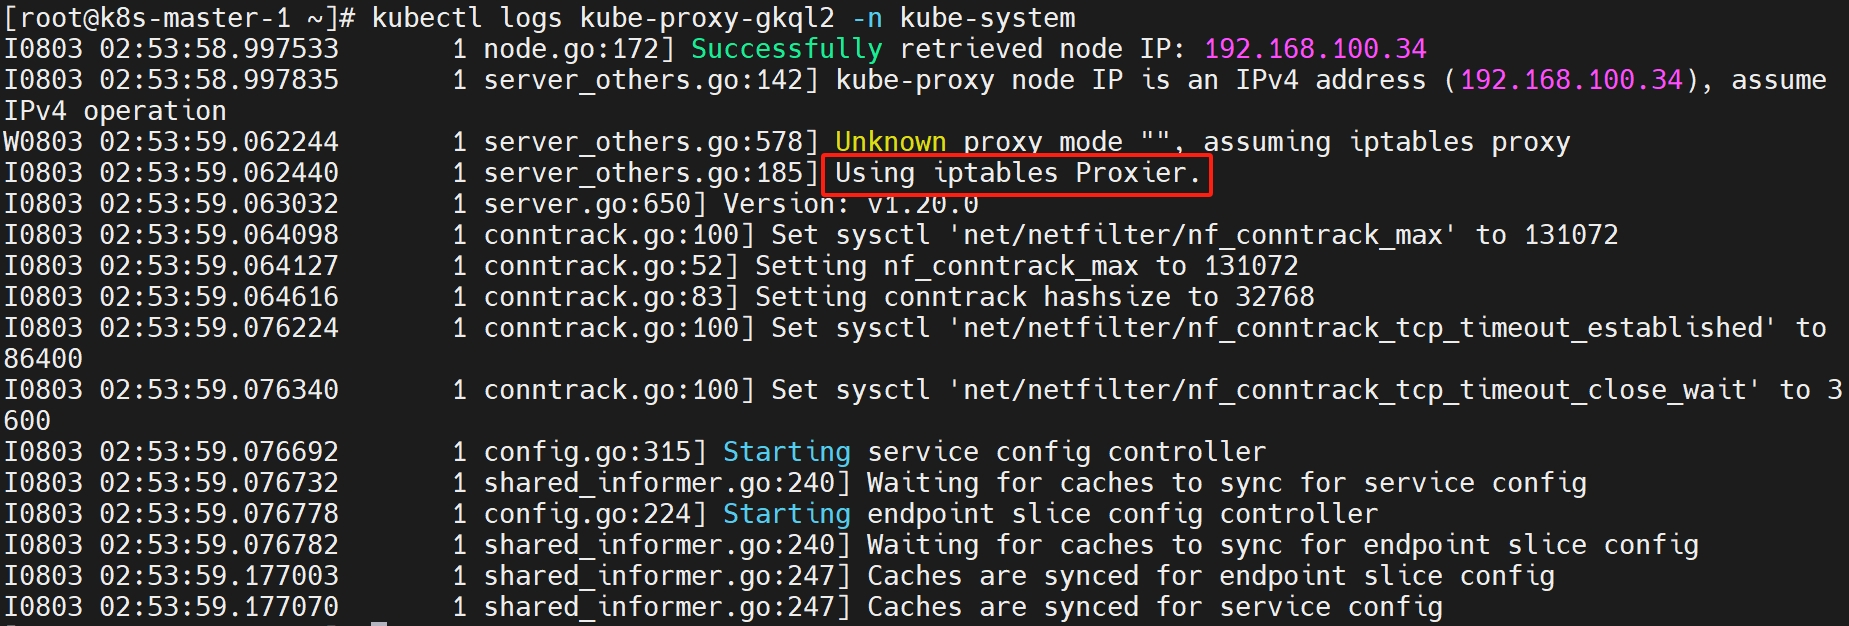 [root@k8s-master-1 ~]# kubectl logs kube-proxy-gkql2 -n kube-system
I0803 02:53:58.997533       1 node.go:172] Successfully retrieved node IP: 192.168.100.34
I0803 02:53:58.997835       1 server_others.go:142] kube-proxy node IP is an IPv4 address (192.168.100.34), assume
IPv4 operation
W0803 02:53:59.062244       1 server_others.go:578] Unknown proxy mode "", assuming iptables proxy
I0803 02:53:59.062440       1 server_others.go:185] Using iptables Proxier.
I0803 02:53:59.063032       1 server.go:650] Version: v1.20.0
I0803 02:53:59.064098       1 conntrack.go:100] Set sysctl 'net/netfilter/nf_conntrack_max' to 131072
I0803 02:53:59.064127       1 conntrack.go:52] Setting nf_conntrack_max to 131072
I0803 02:53:59.064616       1 conntrack.go:83] Setting conntrack hashsize to 32768
I0803 02:53:59.076224       1 conntrack.go:100] Set sysctl 'net/netfilter/nf_conntrack_tcp_timeout_established' to
86400
I0803 02:53:59.076340       1 conntrack.go:100] Set sysctl 'net/netfilter/nf_conntrack_tcp_timeout_close_wait' to 3
600
I0803 02:53:59.076692       1 config.go:315] Starting service config controller
I0803 02:53:59.076732       1 shared_informer.go:240] Waiting for caches to sync for service config
I0803 02:53:59.076778       1 config.go:224] Starting endpoint slice config controller
I0803 02:53:59.076782       1 shared_informer.go:240] Waiting for caches to sync for endpoint slice config
I0803 02:53:59.177003       1 shared_informer.go:247] Caches are synced for endpoint slice config
I0803 02:53:59.177070       1 shared_informer.go:247] Caches are synced for service config